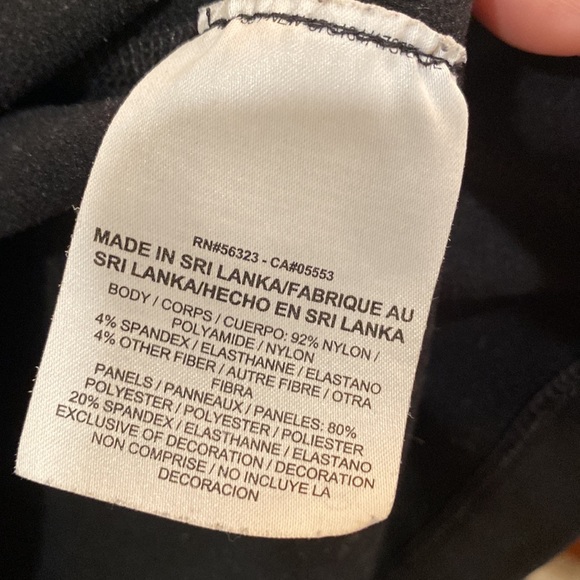 RN#56323 - CA#05553
MADE IN SRI LANKA/FABRIQUE AU
SRI LANKA/HECHO EN SRI LANKA
BODY / CORPS / CUERPO: 92% NYLON /
POLYAMIDE / NYLON
4% SPANDEX / ELASTHANNE / ELASTANO
4% OTHER FIBER / AUTRE FIBRE / OTRA
FIBRA
PANELS / PANNEAUX / PANELES: 80%
POLYESTER / POLYESTER / POLIESTER
20% SPANDEX / ELASTHANNE / ELASTANO
EXCLUSIVE OF DECORATION / DECORATION
NON COMPRISE / NO INCLUYE LA
DECORACION